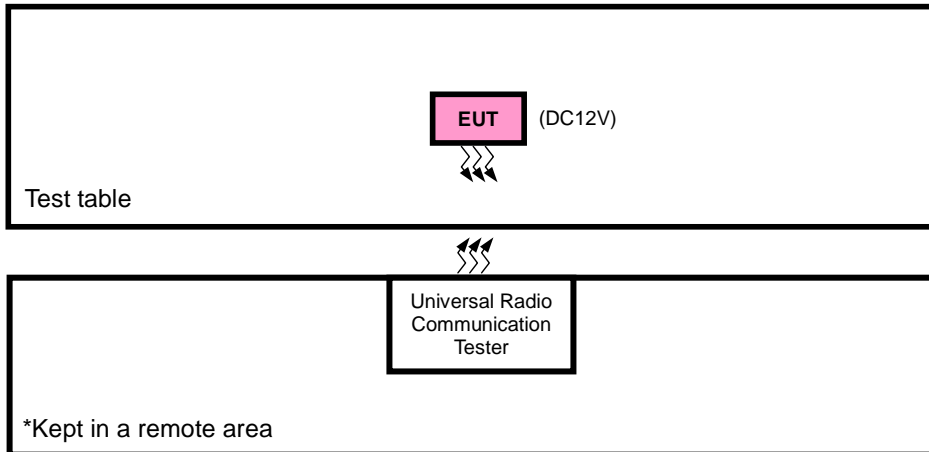 EUT (DC12V)
Test table
Universal Radio
Communication
Tester
*Kept in a remote area